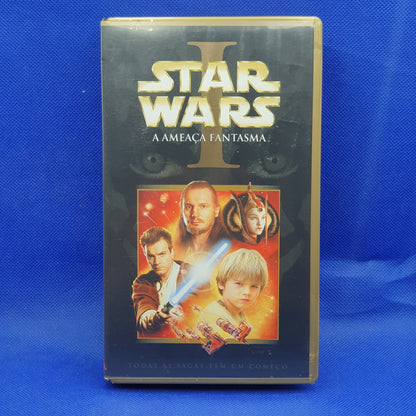 I
STAR
WARS
A AMEAÇA FANTASMA
TODAS AS SAGAS TÊM UM COMEÇO